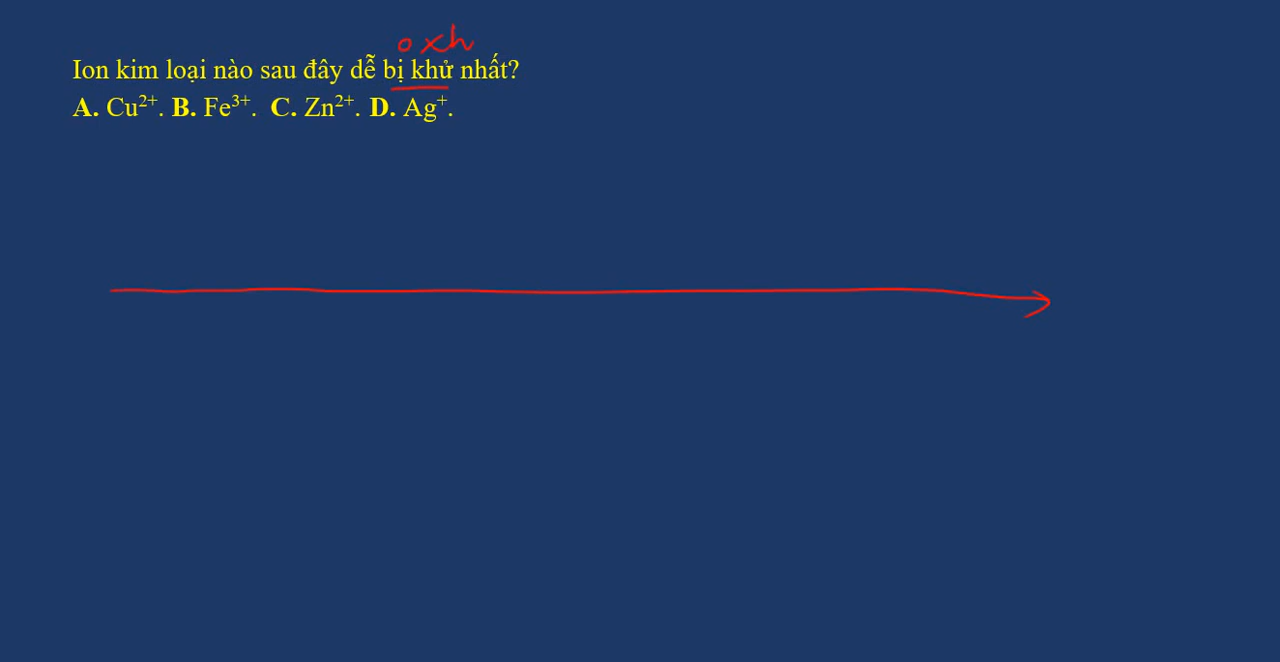 oxh
Ion kim loại nào sau đây dễ bị khử nhất?
A. Cu²⁺. B. Fe³⁺. C. Zn²⁺. D. Ag⁺.